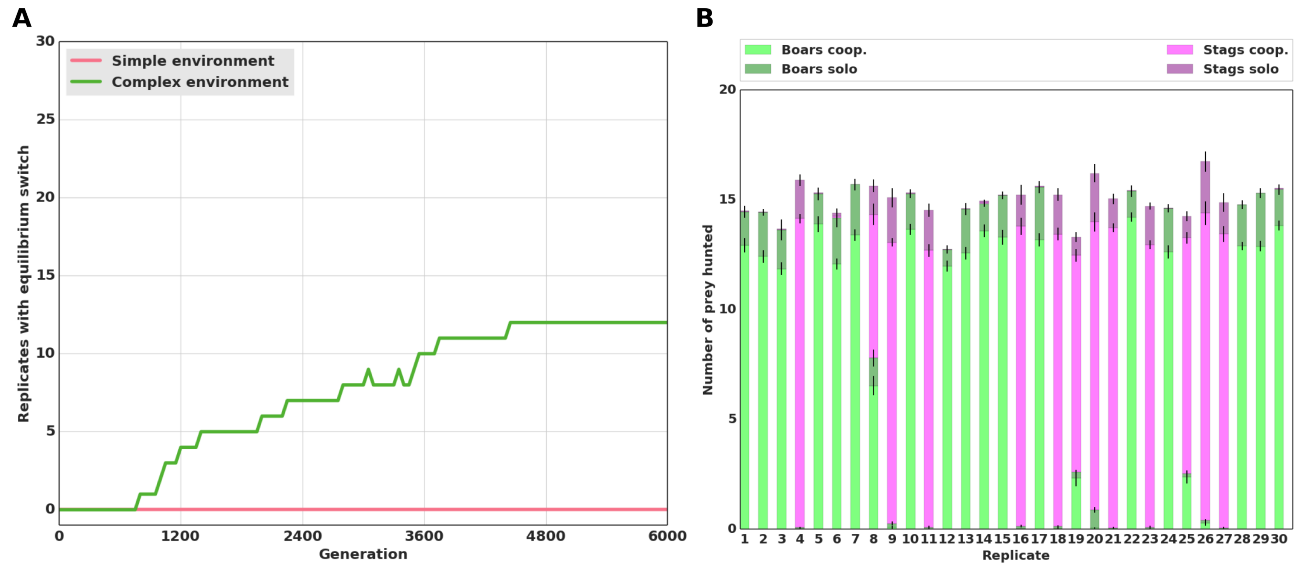 A
30
25
20
15
10
5
0
Replicates with equilibrium switch
Simple environment
Complex environment
0 1200 2400 3600 4800 6000
Generation
B
Boars coop.
Boars solo
Stags coop.
Stags solo
20
15
10
5
0
Number of prey hunted
1 2 3 4 5 6 7 8 9 10 11 12 13 14 15 16 17 18 19 20 21 22 23 24 25 26 27 28 29 30
Replicate